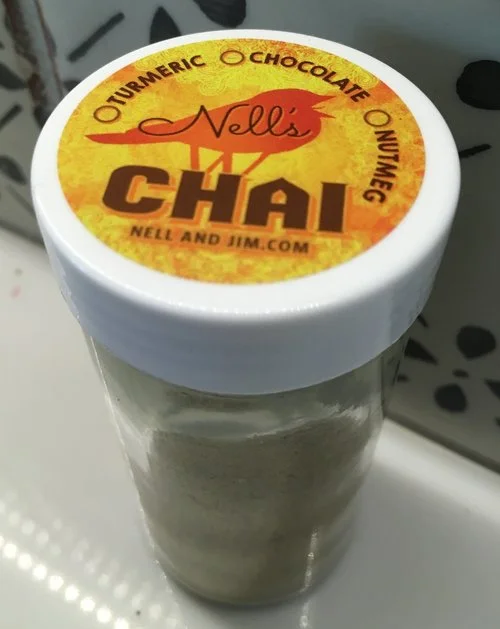 TURMERIC
CHOCOLATE
NUTMEG
Nell's
CHAI
NELL AND JIM.COM